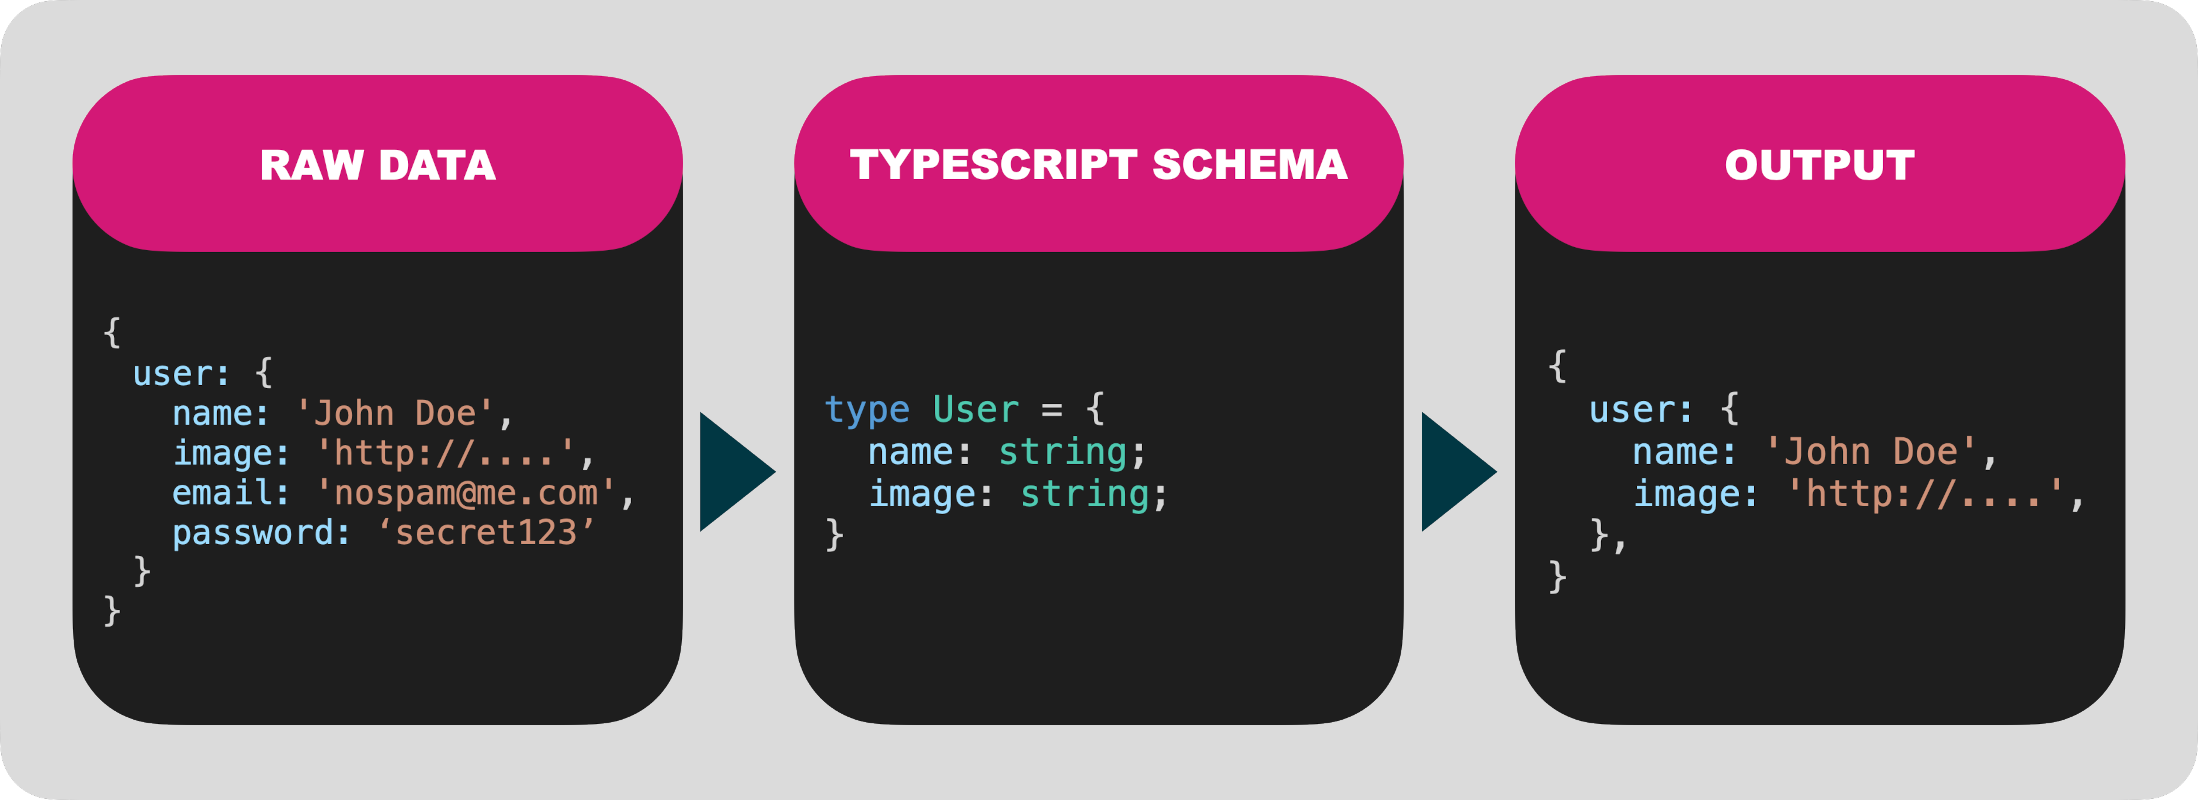 RAW DATA
{
  user: {
    name: 'John Doe',
    image: 'http://....',
    email: 'nospam@me.com',
    password: ‘secret123’
  }
}
TYPESCRIPT SCHEMA
type User = {
  name: string;
  image: string;
}
OUTPUT
{
  user: {
    name: 'John Doe',
    image: 'http://....',
  },
}